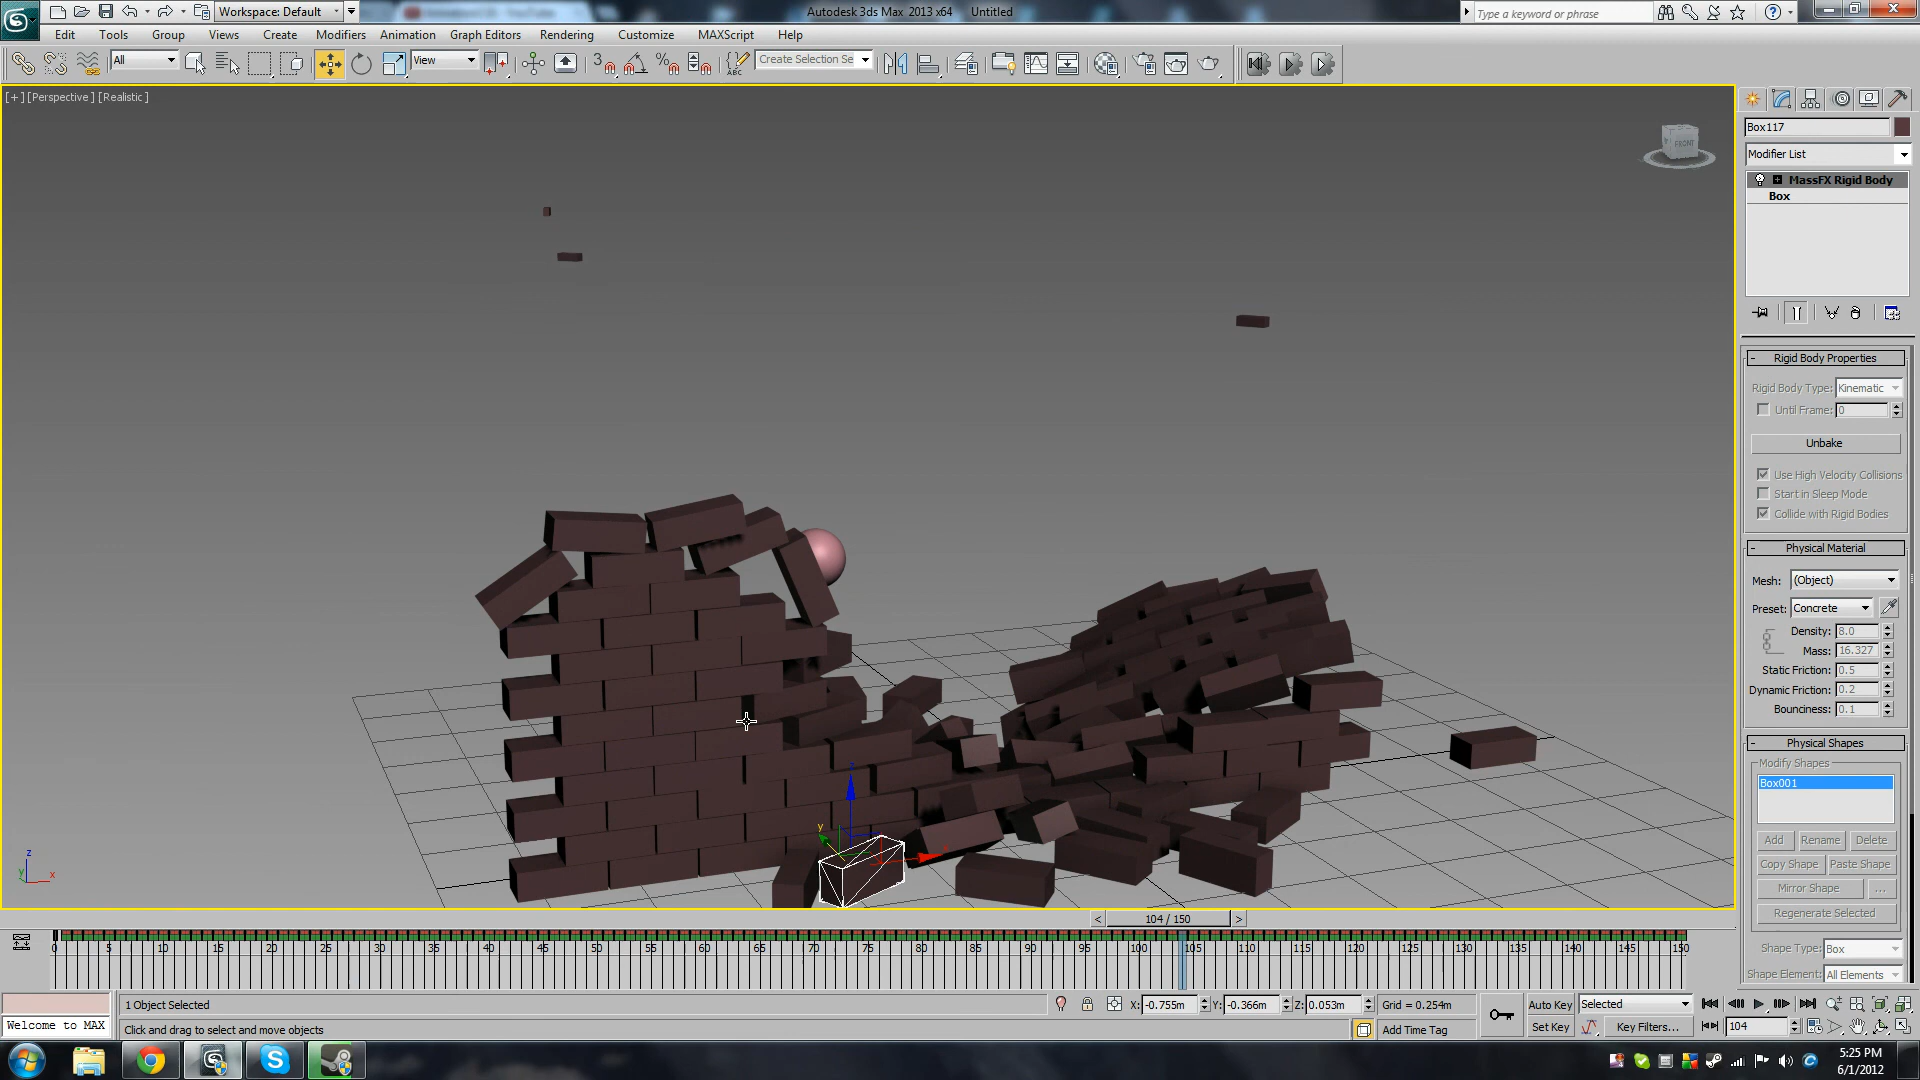 Workspace: Default
Autodesk 3ds Max 2013 x64 Untitled
Type a keyword or phrase
Edit Tools Group Views Create Modifiers Animation Graph Editors Rendering Customize MAXScript Help
All
View
3
ABC
Create Selection Se
[+] [Perspective] [Realistic]
FRONT
Box117
Modifier List
MassFX Rigid Body
Box
Rigid Body Properties
Rigid Body Type: Kinematic
Until Frame: 0
Unbake
Use High Velocity Collisions
Start in Sleep Mode
Collide with Rigid Bodies
Physical Material
Mesh: (Object)
Preset: Concrete
Density: 8.0
Mass: 16.327
Static Friction: 0.5
Dynamic Friction: 0.2
Bounciness: 0.1
Physical Shapes
Modify Shapes
Box001
Add Rename Delete
Copy Shape Paste Shape
Mirror Shape ...
Regenerate Selected
Shape Type: Box
Shape Element: All Elements
z
y
x
z
y
x
< 104 / 150 >
0 5 10 15 20 25 30 35 40 45 50 55 60 65 70 75 80 85 90 95 100 105 110 115 120 125 130 135 140 145 150
1 Object Selected
X: -0.755m Y: -0.366m Z: 0.053m Grid = 0.254m
Auto Key Selected
Welcome to MAX
Click and drag to select and move objects
Add Time Tag
Set Key Key Filters...
104
5:25 PM
6/1/2012